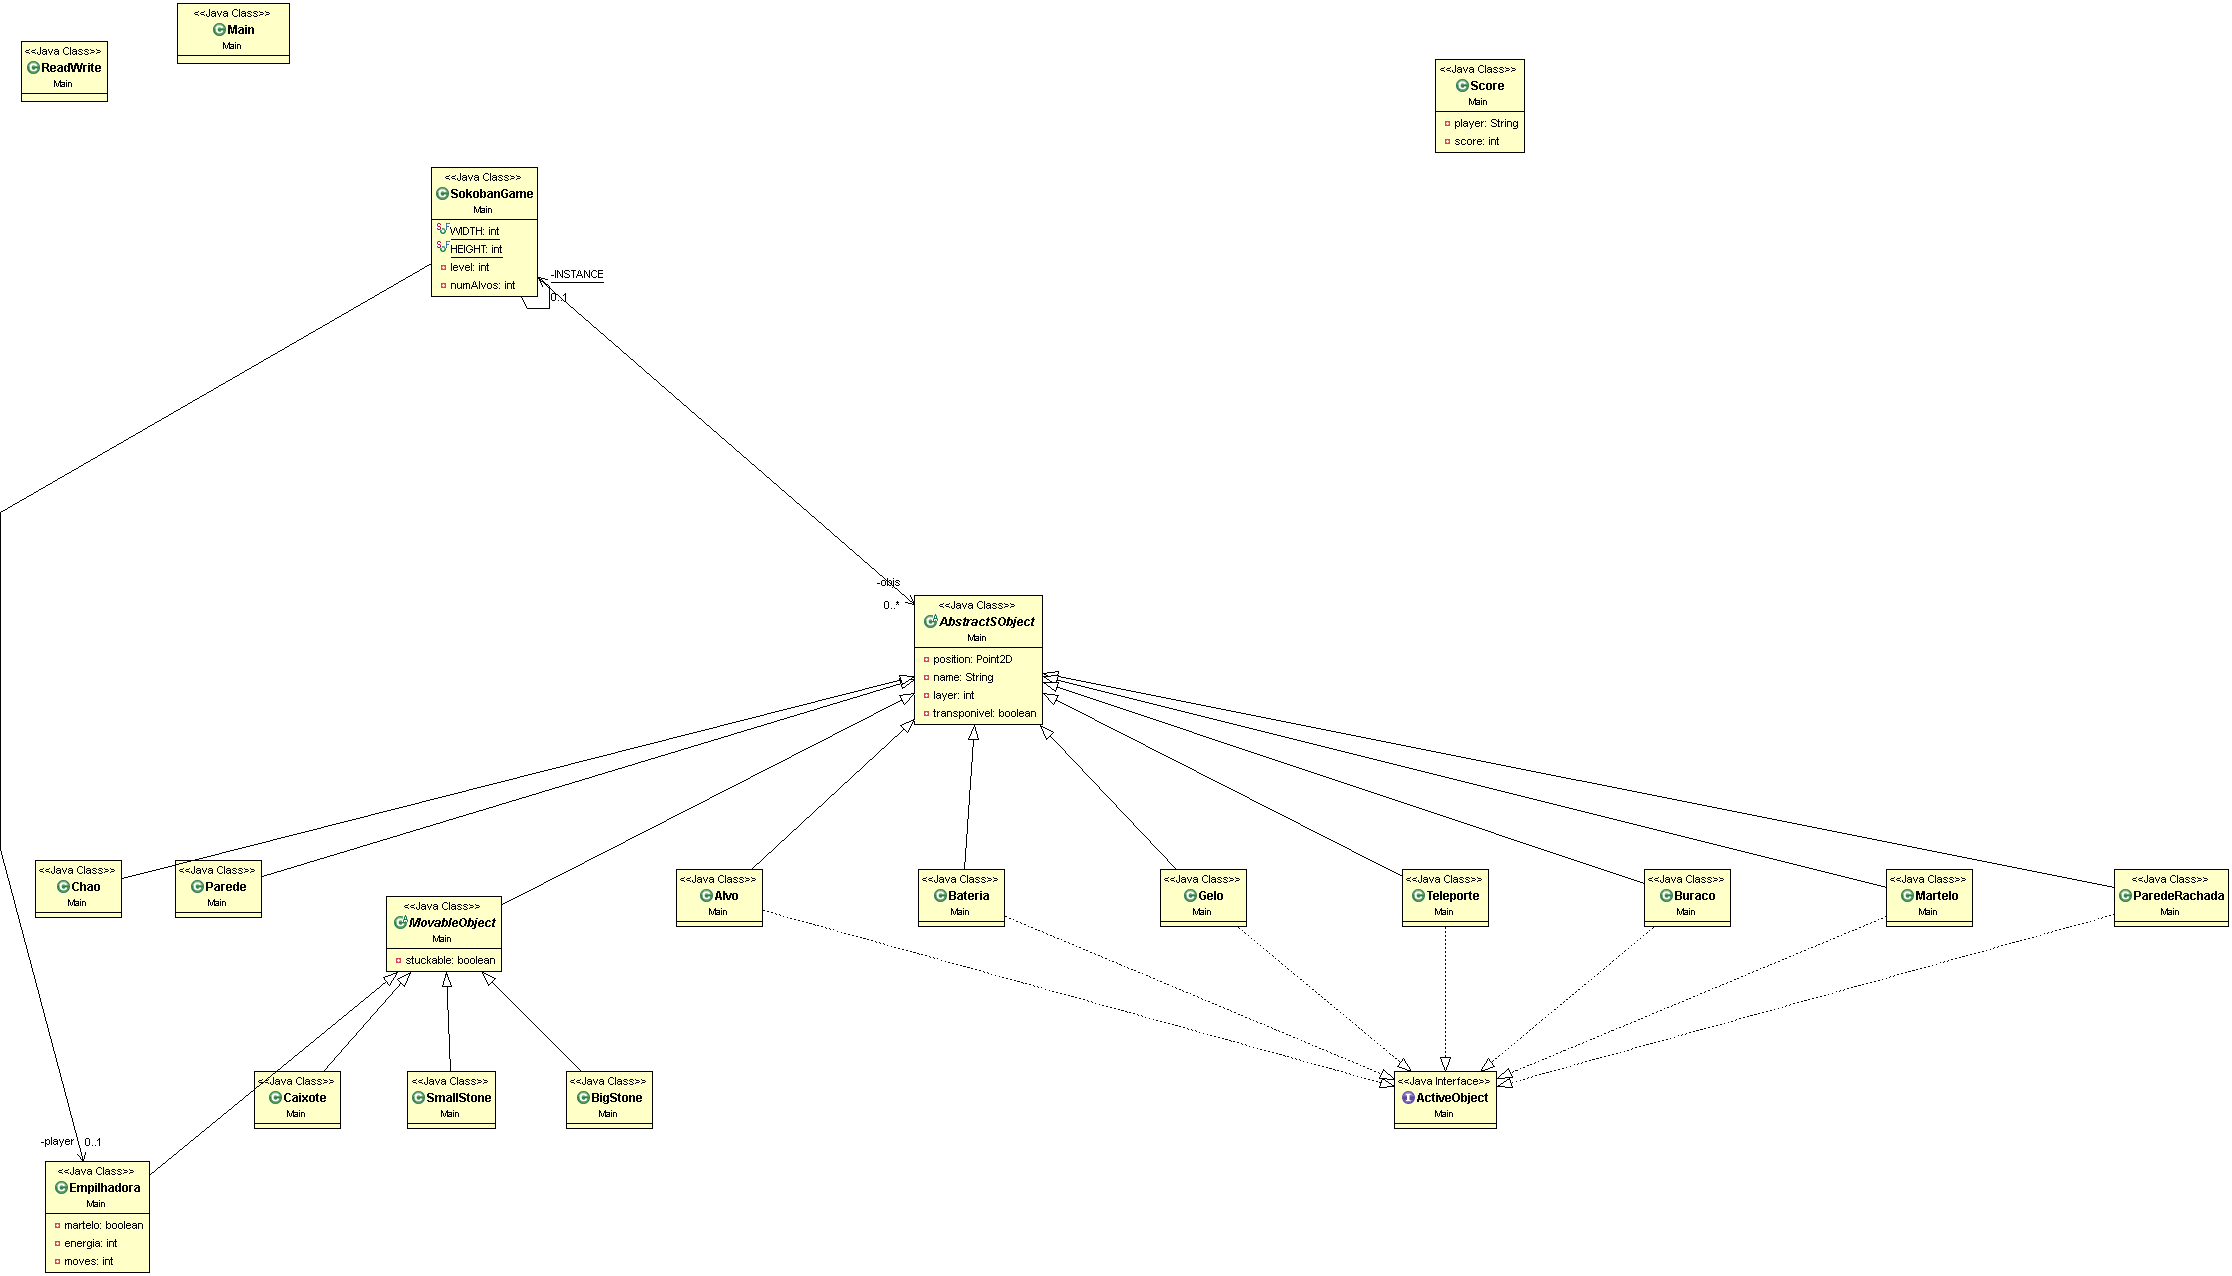 <<Java Class>>
Main
Main
<<Java Class>>
ReadWrite
Main
<<Java Class>>
Score
Main
player: String
score: int
<<Java Class>>
SokobanGame
Main
WIDTH: int
HEIGHT: int
level: int
numAlvos: int
-INSTANCE
0..1
-objs
0..*
<<Java Class>>
AbstractSObject
Main
position: Point2D
name: String
layer: int
transponivel: boolean
<<Java Class>>
Chao
Main
<<Java Class>>
Parede
Main
<<Java Class>>
MovableObject
Main
stuckable: boolean
<<Java Class>>
Alvo
Main
<<Java Class>>
Bateria
Main
<<Java Class>>
Gelo
Main
<<Java Class>>
Teleporte
Main
<<Java Class>>
Buraco
Main
<<Java Class>>
Martelo
Main
<<Java Class>>
ParedeRachada
Main
<<Java Class>>
Caixote
Main
<<Java Class>>
SmallStone
Main
<<Java Class>>
BigStone
Main
<<Java Interface>>
ActiveObject
Main
-player 0..1
<<Java Class>>
Empilhadora
Main
martelo: boolean
energia: int
moves: int